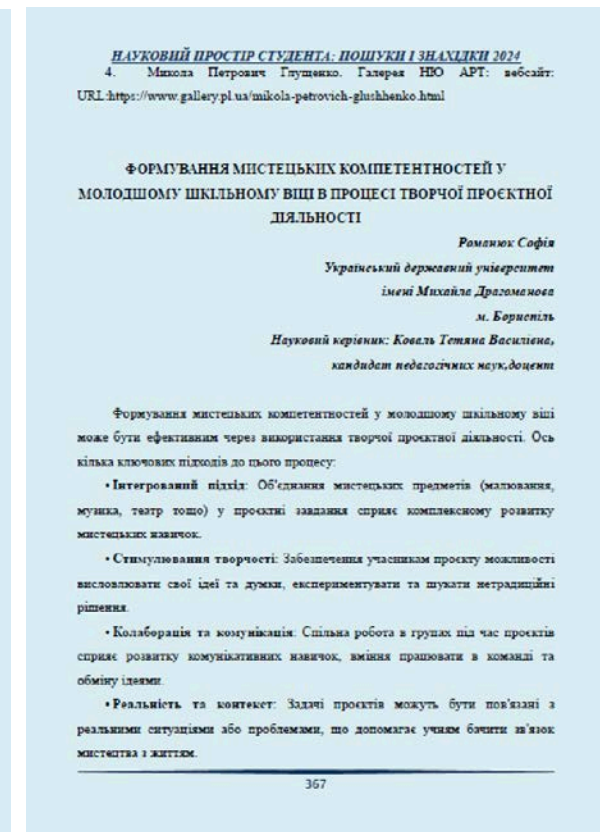 НАУКОВИЙ ПРОСТІР СТУДЕНТА: ПОШУКИ І ЗНАХІДКИ 2024
4. Микола Петрович Глущенко. Галерея НЮ АРТ: вебсайт:
URL:https://www.gallery.pl.ua/mikola-petrovich-glushhenko.html
ФОРМУВАННЯ МИСТЕЦЬКИХ КОМПЕТЕНТНОСТЕЙ У
МОЛОДШОМУ ШКІЛЬНОМУ ВІЦІ В ПРОЦЕСІ ТВОРЧОЇ ПРОЄКТНОЇ
ДІЯЛЬНОСТІ
Романюк Софія
Український державний університет
імені Михайла Драгоманова
м. Бориспіль
Науковий керівник: Коваль Тетяна Василівна,
кандидат педагогічних наук,доцент
Формування мистецьких компетентностей у молодшому шкільному віці
може бути ефективним через використання творчої проєктної діяльності. Ось
кілька ключових підходів до цього процесу:
• Інтегрований підхід: Об'єднання мистецьких предметів (малювання,
музика, театр тощо) у проєктні завдання сприяє комплексному розвитку
мистецьких навичок.
• Стимулювання творчості: Забезпечення учасникам проєкту можливості
висловлювати свої ідеї та думки, експериментувати та шукати нетрадиційні
рішення.
• Колаборація та комунікація: Спільна робота в групах під час проєктів
сприяє розвитку комунікативних навичок, вміння працювати в команді та
обміну ідеями.
• Реальність та контекст: Задачі проєктів можуть бути пов'язані з
реальними ситуаціями або проблемами, що допомагає учням бачити зв'язок
мистецтва з життям.
367